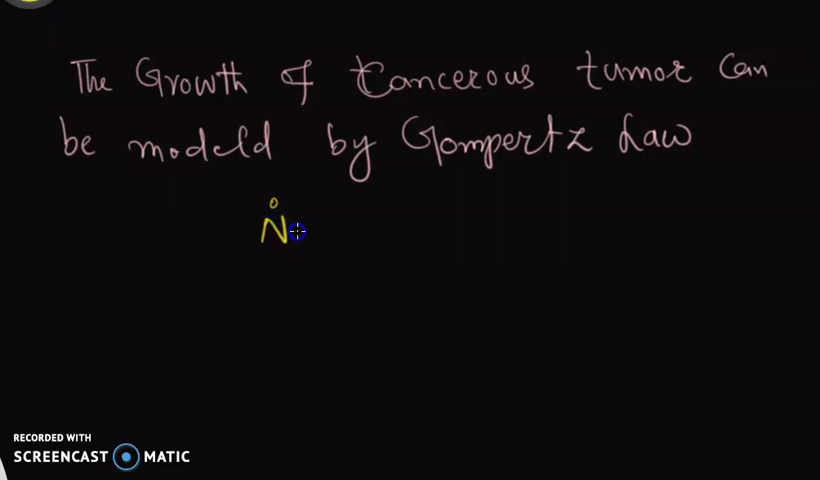 The Growth of Cancerous tumor Can
be modeld by Gompertz Law
Ṅ
RECORDED WITH
SCREENCAST MATIC